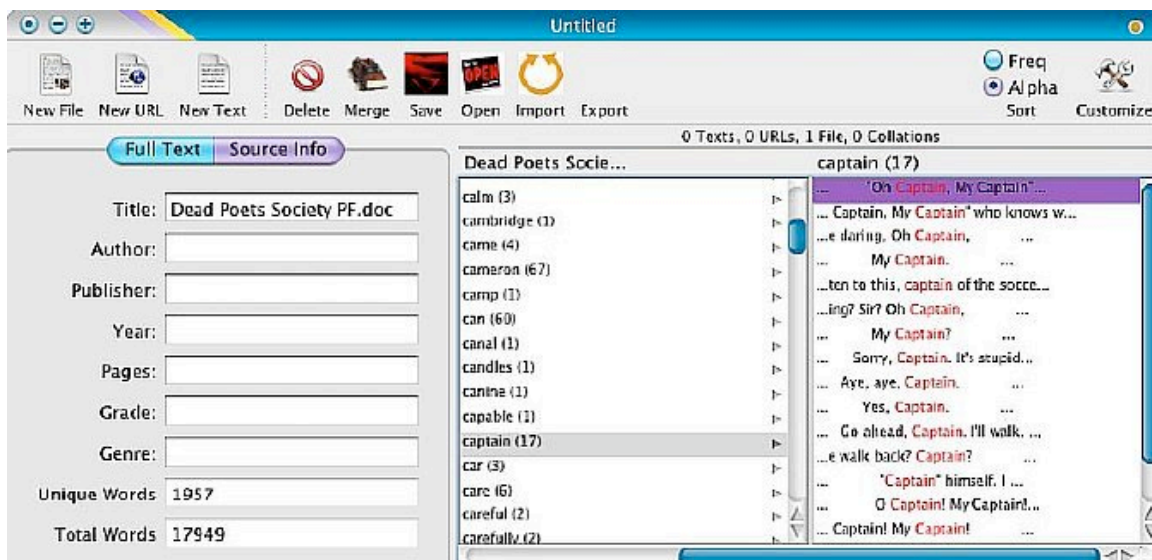 Untitled
New File New URL New Text Delete Merge Save Open Import Export
OPEN
Freq
Alpha
Sort
Customize
0 Texts, 0 URLs, 1 File, 0 Collations
Full Text Source Info
Title: Dead Poets Society PF.doc
Author:
Publisher:
Year:
Pages:
Grade:
Genre:
Unique Words 1957
Total Words 17949
Dead Poets Socie...
calm (3)
cambridge (1)
came (4)
cameron (67)
camp (1)
can (60)
canal (1)
candles (1)
canine (1)
capable (1)
captain (17)
car (3)
care (6)
careful (2)
carefully (2)
captain (17)
... "Oh Captain, My Captain"...
... Captain, My Captain" who knows w...
...e daring, Oh Captain, ...
... My Captain. ...
...ten to this, captain of the socce...
...ing? Sir? Oh Captain, ...
... My Captain? ...
... Sorry, Captain. It's stupid...
... Aye, aye, Captain. ...
... Yes, Captain. ...
... Go ahead, Captain. I'll walk, ...
...e walk back? Captain? ...
... "Captain" himself. I ...
... O Captain! My Captain!...
... Captain! My Captain! ...